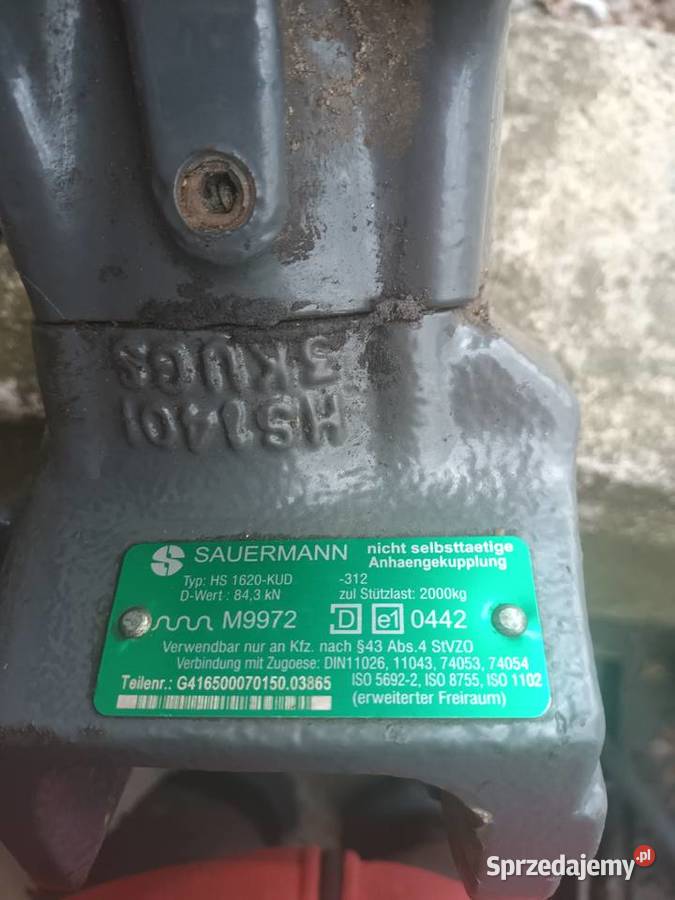 HS1401
3KUGS
SAUERMANN
nicht selbsttaetige
Anhaengekupplung
Typ: HS 1620-KUD -312
D-Wert : 84,3 kN zul Stützlast: 2000kg
M9972 D e1 0442
Verwendbar nur an Kfz. nach §43 Abs.4 StVZO
Verbindung mit Zugoese: DIN11026, 11043, 74053, 74054
Teilenr.: G416500070150.03865 ISO 5692-2, ISO 8755, ISO 1102
(erweiterter Freiraum)
Sprzedajemy.pl